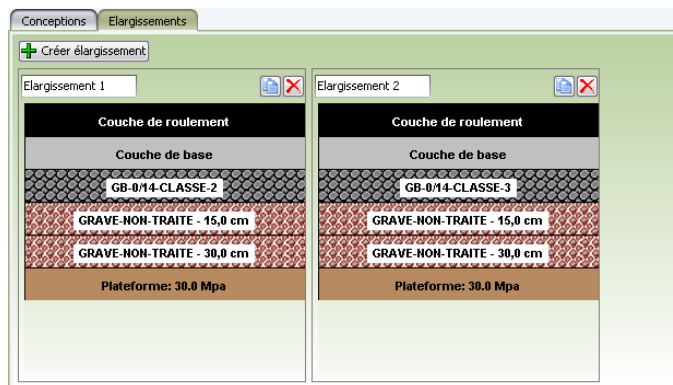 Conceptions Elargissements
Créer élargissement
Elargissement 1
Couche de roulement
Couche de base
GB-0/14-CLASSE-2
GRAVE-NON-TRAITE - 15,0 cm
GRAVE-NON-TRAITE - 30,0 cm
Plateforme: 30.0 Mpa
Elargissement 2
Couche de roulement
Couche de base
GB-0/14-CLASSE-3
GRAVE-NON-TRAITE - 15,0 cm
GRAVE-NON-TRAITE - 30,0 cm
Plateforme: 30.0 Mpa